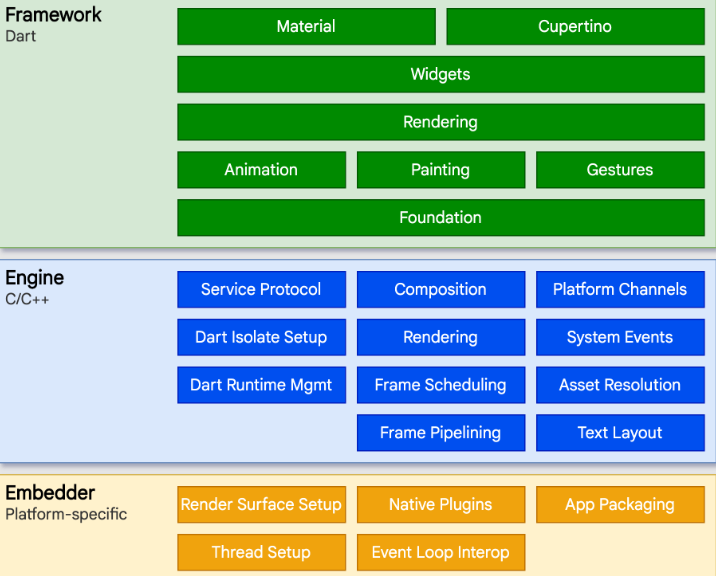 Framework
Dart
Material
Cupertino
Widgets
Rendering
Animation
Painting
Gestures
Foundation
Engine
C/C++
Service Protocol
Composition
Platform Channels
Dart Isolate Setup
Rendering
System Events
Dart Runtime Mgmt
Frame Scheduling
Asset Resolution
Frame Pipelining
Text Layout
Embedder
Platform-specific
Render Surface Setup
Native Plugins
App Packaging
Thread Setup
Event Loop Interop